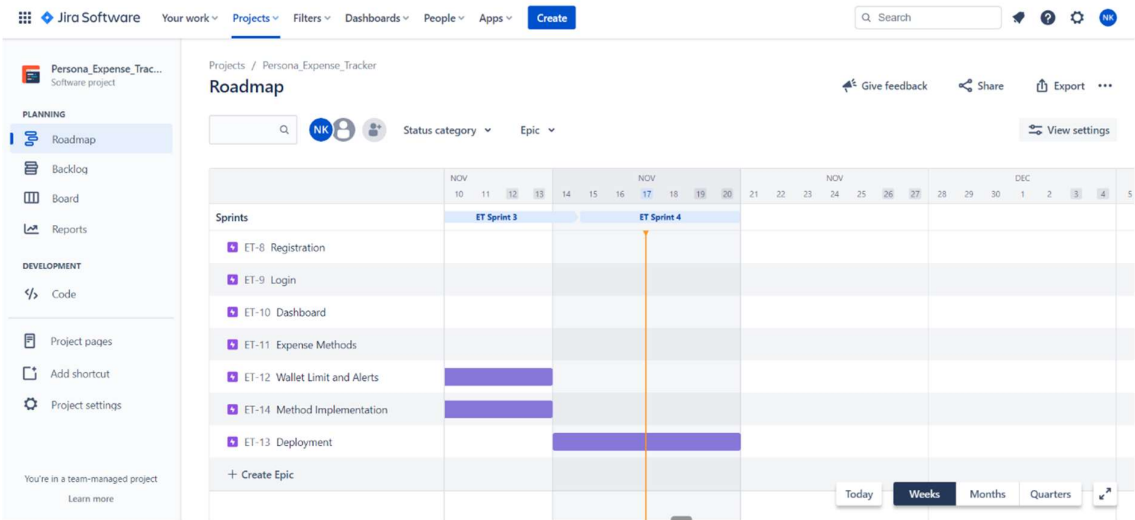 Jira Software Your work Projects Filters Dashboards People Apps Create Search NK
Persona_Expense_Trac...
Software project
PLANNING
Roadmap
Backlog
Board
Reports
DEVELOPMENT
Code
Project pages
Add shortcut
Project settings
You're in a team-managed project
Learn more
Projects / Persona_Expense_Tracker
Roadmap
Give feedback Share Export
NK Status category Epic View settings
NOV NOV NOV DEC
10 11 12 13 14 15 16 17 18 19 20 21 22 23 24 25 26 27 28 29 30 1 2 3 4 5
Sprints ET Sprint 3 ET Sprint 4
ET-8 Registration
ET-9 Login
ET-10 Dashboard
ET-11 Expense Methods
ET-12 Wallet Limit and Alerts
ET-14 Method Implementation
ET-13 Deployment
+ Create Epic
Today Weeks Months Quarters